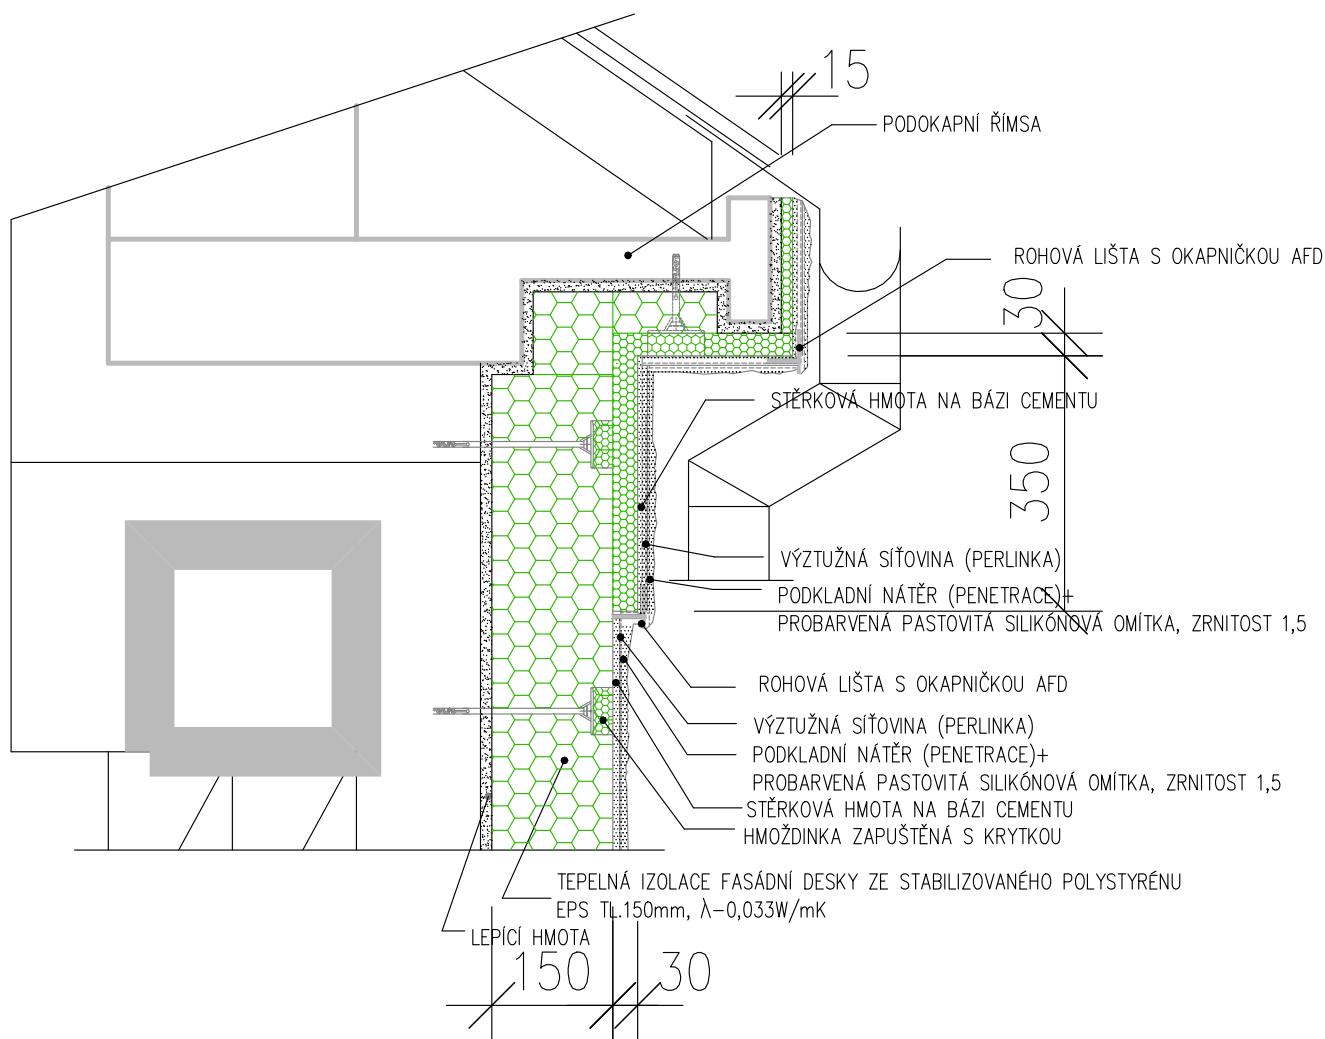 15
PODOKAPNÍ ŘÍMSA
ROHOVÁ LIŠTA S OKAPNIČKOU AFD
30
STĚRKOVÁ HMOTA NA BÁZI CEMENTU
350
VÝZTUŽNÁ SÍŤOVINA (PERLINKA)
PODKLADNÍ NÁTĚR (PENETRACE)+
PROBARVENÁ PASTOVITÁ SILIKÓNOVÁ OMÍTKA, ZRNITOST 1,5
ROHOVÁ LIŠTA S OKAPNIČKOU AFD
VÝZTUŽNÁ SÍŤOVINA (PERLINKA)
PODKLADNÍ NÁTĚR (PENETRACE)+
PROBARVENÁ PASTOVITÁ SILIKÓNOVÁ OMÍTKA, ZRNITOST 1,5
STĚRKOVÁ HMOTA NA BÁZI CEMENTU
HMOŽDINKA ZAPUŠTĚNÁ S KRYTKOU
TEPELNÁ IZOLACE FASÁDNÍ DESKY ZE STABILIZOVANÉHO POLYSTYRÉNU
EPS TL.150mm, λ-0,033W/mK
LEPÍCÍ HMOTA
150
30